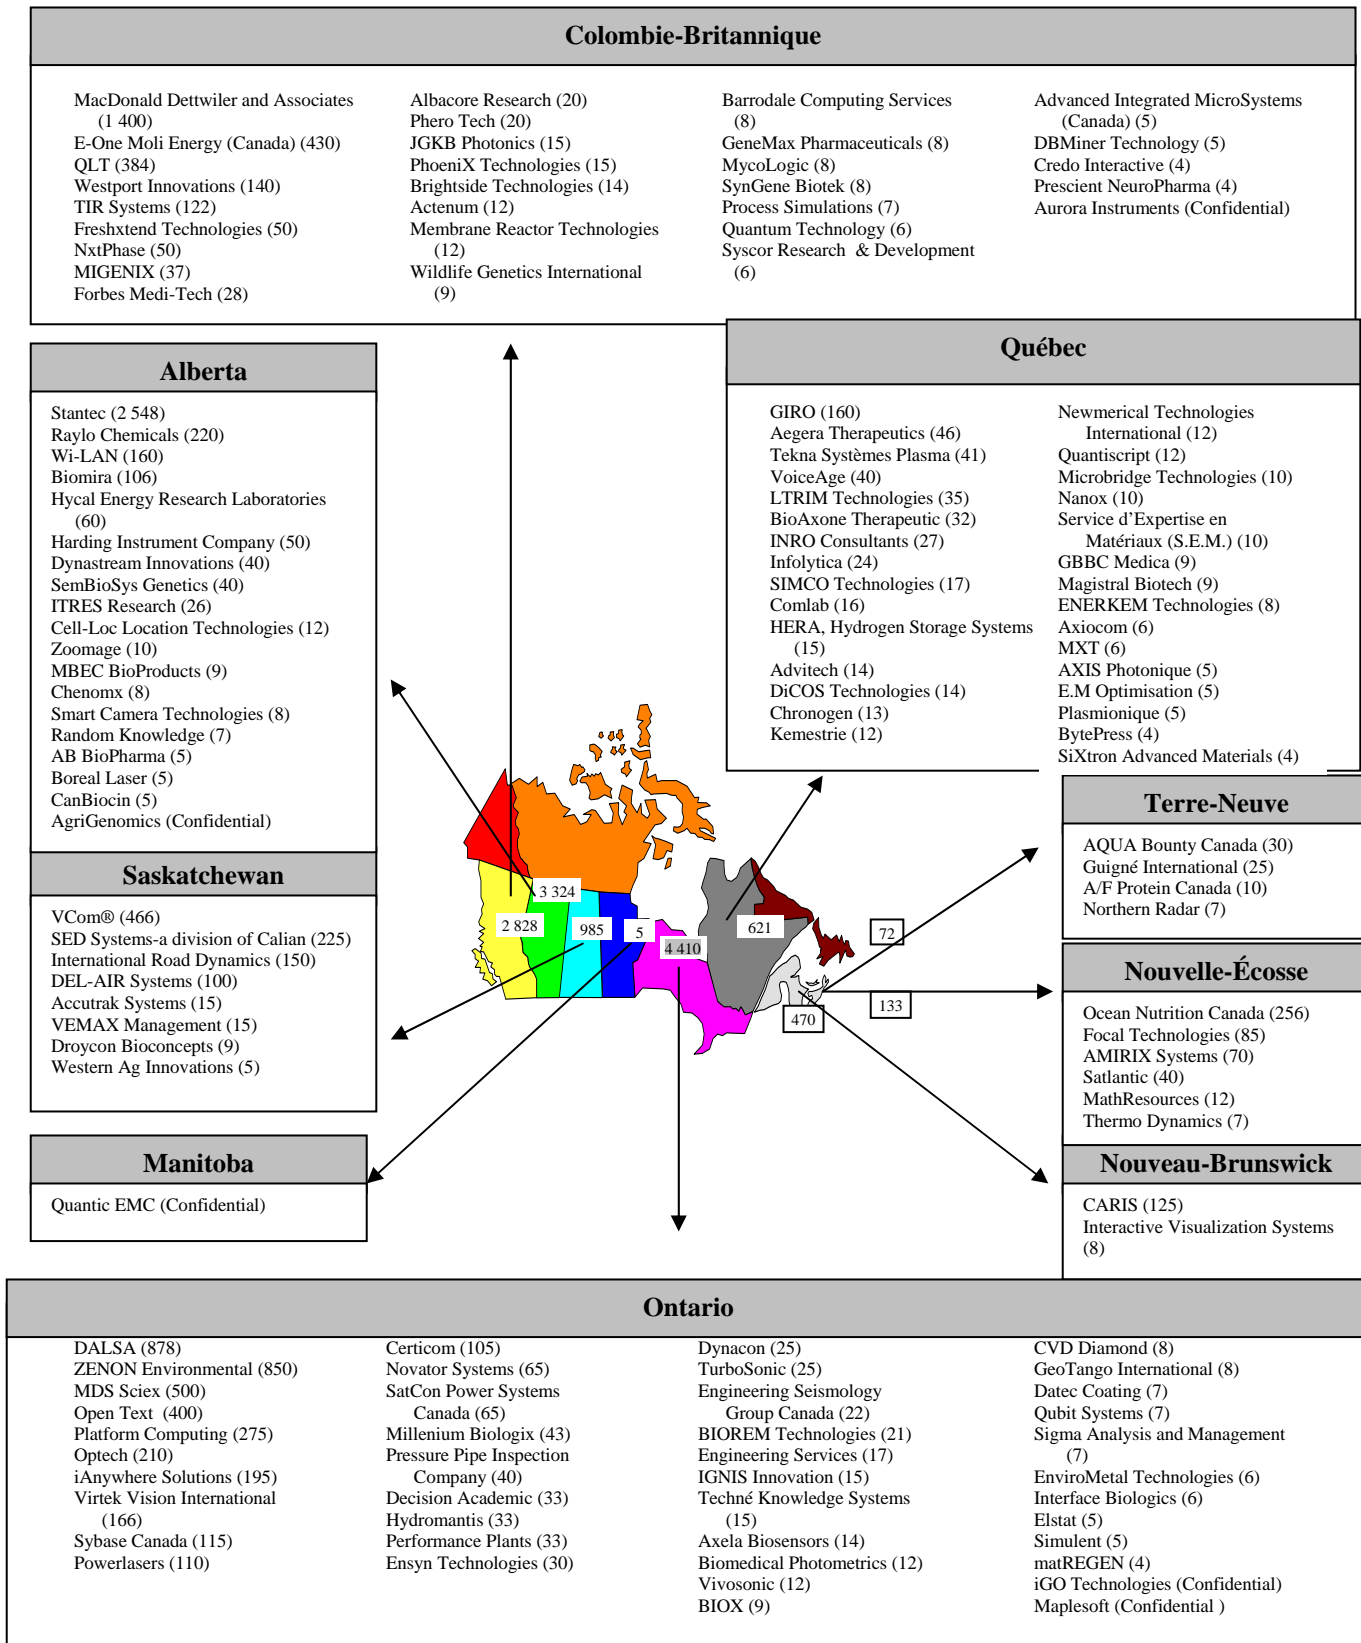 Colombie-Britannique
MacDonald Dettwiler and Associates
(1 400)
E-One Moli Energy (Canada) (430)
QLT (384)
Westport Innovations (140)
TIR Systems (122)
Freshxtend Technologies (50)
NxtPhase (50)
MIGENIX (37)
Forbes Medi-Tech (28)
Albacore Research (20)
Phero Tech (20)
JGKB Photonics (15)
PhoeniX Technologies (15)
Brightside Technologies (14)
Actenum (12)
Membrane Reactor Technologies
(12)
Wildlife Genetics International
(9)
Barrodale Computing Services
(8)
GeneMax Pharmaceuticals (8)
MycoLogic (8)
SynGene Biotek (8)
Process Simulations (7)
Quantum Technology (6)
Syscor Research & Development
(6)
Advanced Integrated MicroSystems
(Canada) (5)
DBMiner Technology (5)
Credo Interactive (4)
Prescient NeuroPharma (4)
Aurora Instruments (Confidential)
Alberta
Stantec (2 548)
Raylo Chemicals (220)
Wi-LAN (160)
Biomira (106)
Hycal Energy Research Laboratories
(60)
Harding Instrument Company (50)
Dynastream Innovations (40)
SemBioSys Genetics (40)
ITRES Research (26)
Cell-Loc Location Technologies (12)
Zoomage (10)
MBEC BioProducts (9)
Chenomx (8)
Smart Camera Technologies (8)
Random Knowledge (7)
AB BioPharma (5)
Boreal Laser (5)
CanBiocin (5)
AgriGenomics (Confidential)
Québec
GIRO (160)
Aegera Therapeutics (46)
Tekna Systèmes Plasma (41)
VoiceAge (40)
LTRIM Technologies (35)
BioAxone Therapeutic (32)
INRO Consultants (27)
Infolytica (24)
SIMCO Technologies (17)
Comlab (16)
HERA, Hydrogen Storage Systems
(15)
Advitech (14)
DiCOS Technologies (14)
Chronogen (13)
Kemestrie (12)
Newmerical Technologies
International (12)
Quantiscript (12)
Microbridge Technologies (10)
Nanox (10)
Service d'Expertise en
Matériaux (S.E.M.) (10)
GBBC Medica (9)
Magistral Biotech (9)
ENERKEM Technologies (8)
Axiocom (6)
MXT (6)
AXIS Photonique (5)
E.M Optimisation (5)
Plasmionique (5)
BytePress (4)
SiXtron Advanced Materials (4)
Saskatchewan
VCom® (466)
SED Systems-a division of Calian (225)
International Road Dynamics (150)
DEL-AIR Systems (100)
Accutrak Systems (15)
VEMAX Management (15)
Droycon Bioconcepts (9)
Western Ag Innovations (5)
3 324
2 828
985
5
4 410
621
72
133
470
Terre-Neuve
AQUA Bounty Canada (30)
Guigné International (25)
A/F Protein Canada (10)
Northern Radar (7)
Nouvelle-Écosse
Ocean Nutrition Canada (256)
Focal Technologies (85)
AMIRIX Systems (70)
Satlantic (40)
MathResources (12)
Thermo Dynamics (7)
Manitoba
Quantic EMC (Confidential)
Nouveau-Brunswick
CARIS (125)
Interactive Visualization Systems
(8)
Ontario
DALSA (878)
ZENON Environmental (850)
MDS Sciex (500)
Open Text (400)
Platform Computing (275)
Optech (210)
iAnywhere Solutions (195)
Virtek Vision International
(166)
Sybase Canada (115)
Powerlasers (110)
Certicom (105)
Novator Systems (65)
SatCon Power Systems
Canada (65)
Millenium Biologix (43)
Pressure Pipe Inspection
Company (40)
Decision Academic (33)
Hydromantis (33)
Performance Plants (33)
Ensyn Technologies (30)
Dynacon (25)
TurboSonic (25)
Engineering Seismology
Group Canada (22)
BIOREM Technologies (21)
Engineering Services (17)
IGNIS Innovation (15)
Techné Knowledge Systems
(15)
Axela Biosensors (14)
Biomedical Photometrics (12)
Vivosonic (12)
BIOX (9)
CVD Diamond (8)
GeoTango International (8)
Datec Coating (7)
Qubit Systems (7)
Sigma Analysis and Management
(7)
EnviroMetal Technologies (6)
Interface Biologics (6)
Elstat (5)
Simulent (5)
matREGEN (4)
iGO Technologies (Confidential)
Maplesoft (Confidential )